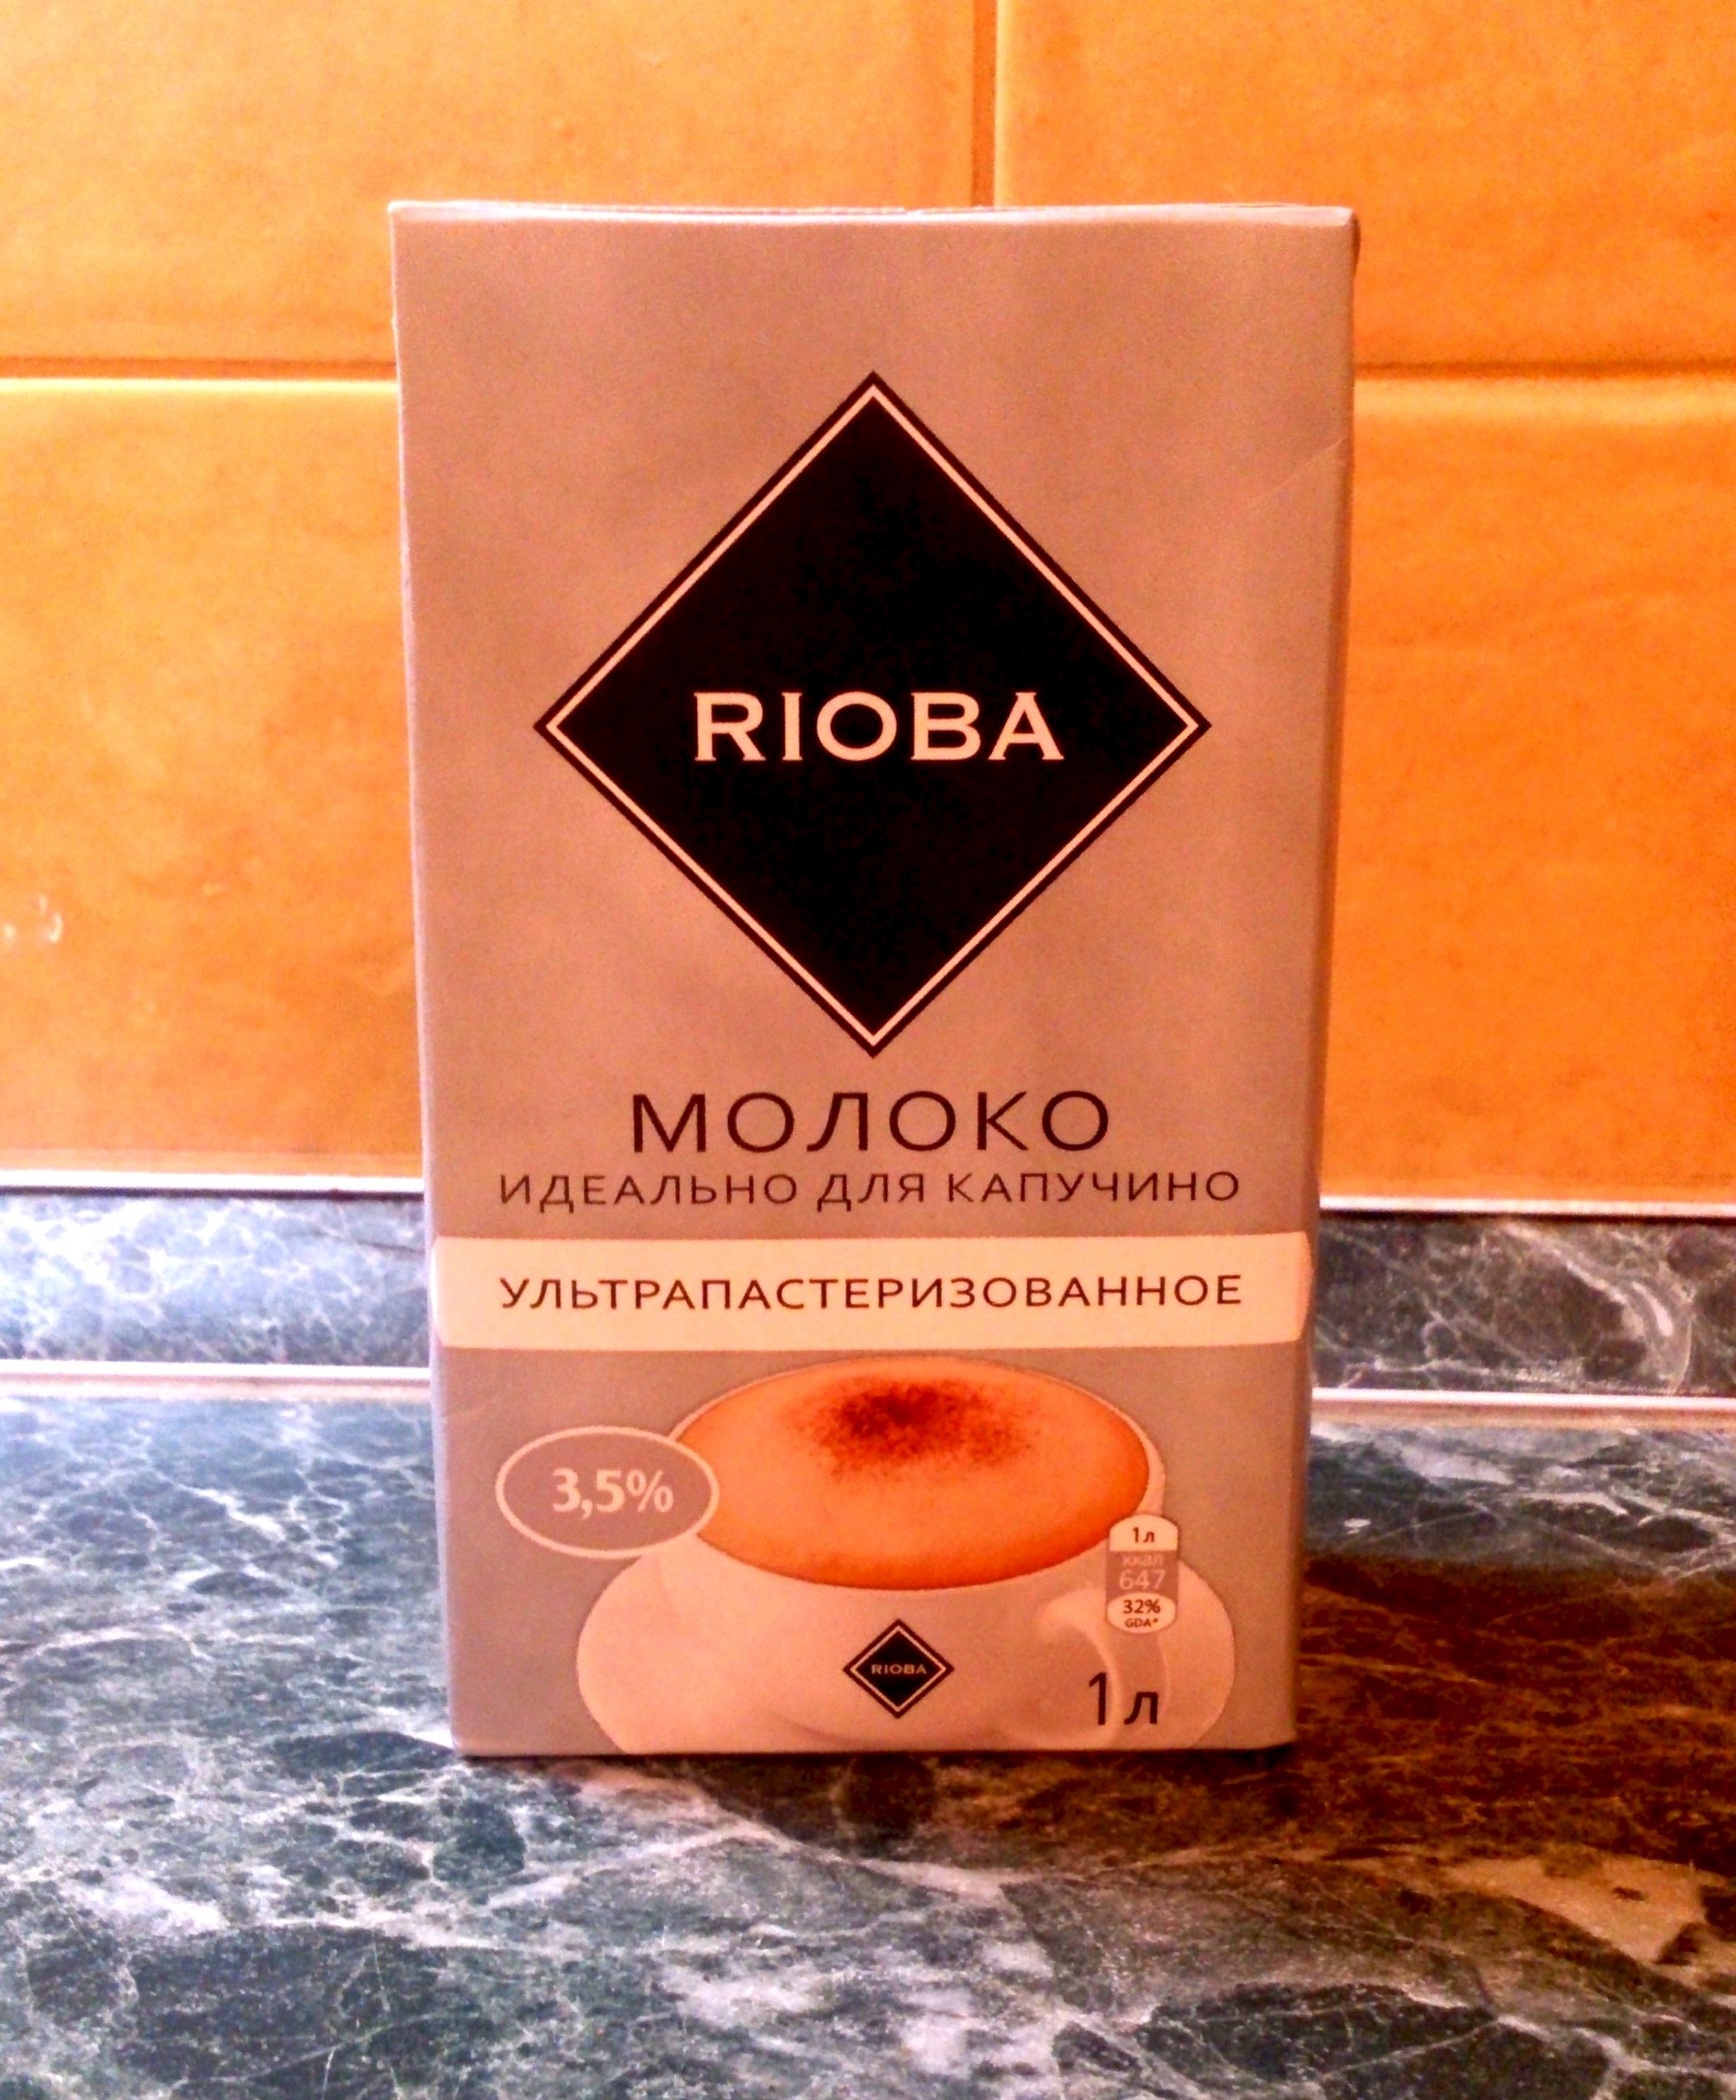 RIOBA
МОЛОКО
ИДЕАЛЬНО ДЛЯ КАПУЧИНО
УЛЬТРАПАСТЕРИЗОВАННОЕ
3,5%
1 л
ккал
647
32%
GDA*
RIOBA
1 л